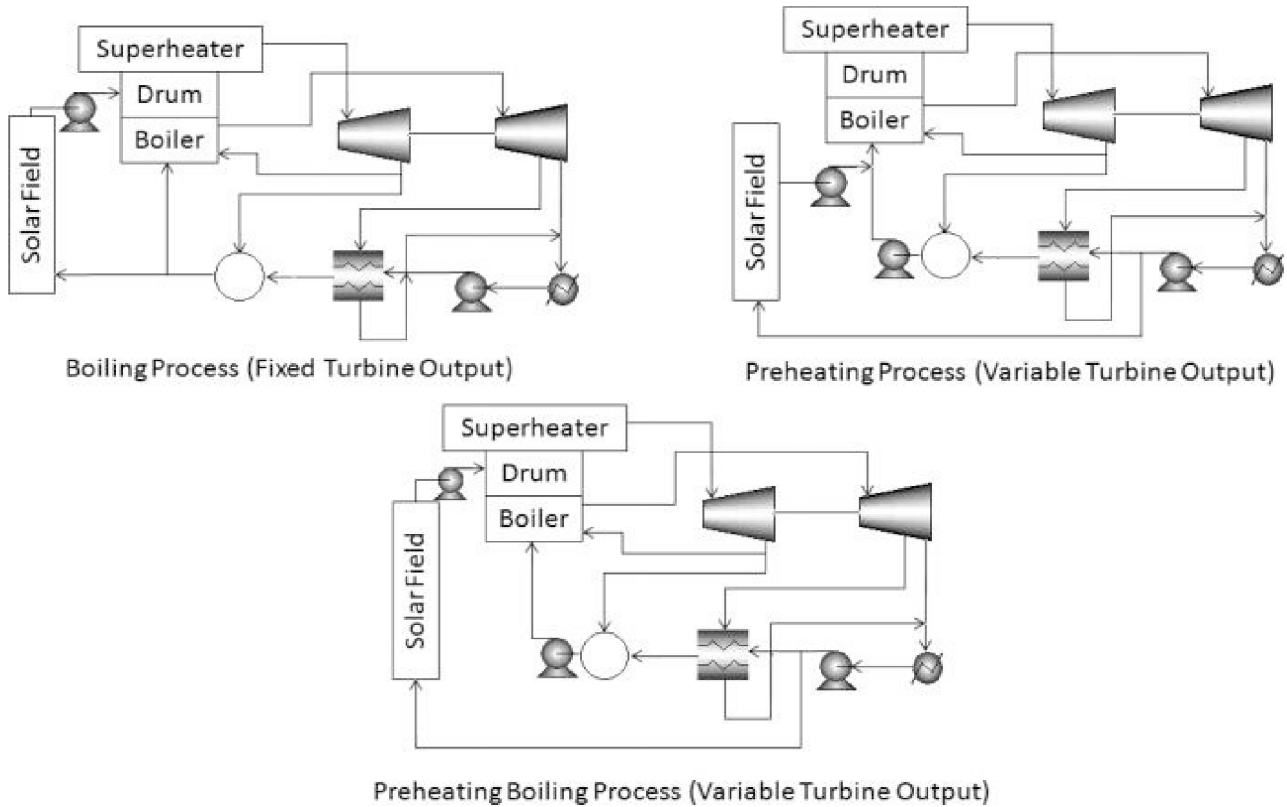 Superheater
Drum
Boiler
Solar Field
Boiling Process (Fixed Turbine Output)
Superheater
Drum
Boiler
Solar Field
Preheating Process (Variable Turbine Output)
Superheater
Drum
Boiler
Solar Field
Preheating Boiling Process (Variable Turbine Output)